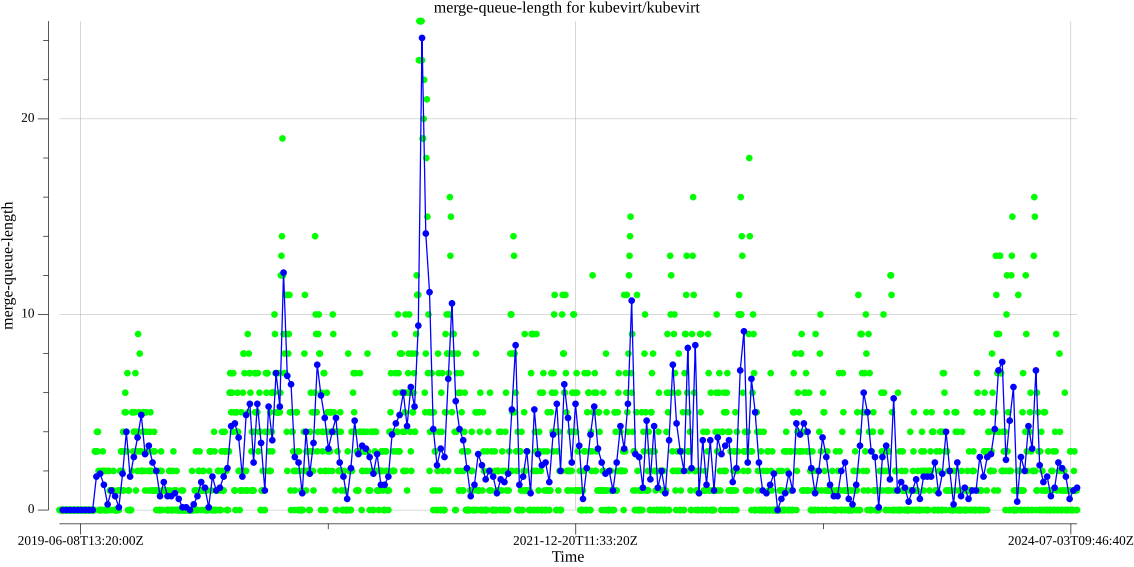 merge-queue-length for kubevirt/kubevirt
20
10
0
merge-queue-length
2019-06-08T13:20:00Z
2021-12-20T11:33:20Z
2024-07-03T09:46:40Z
Time